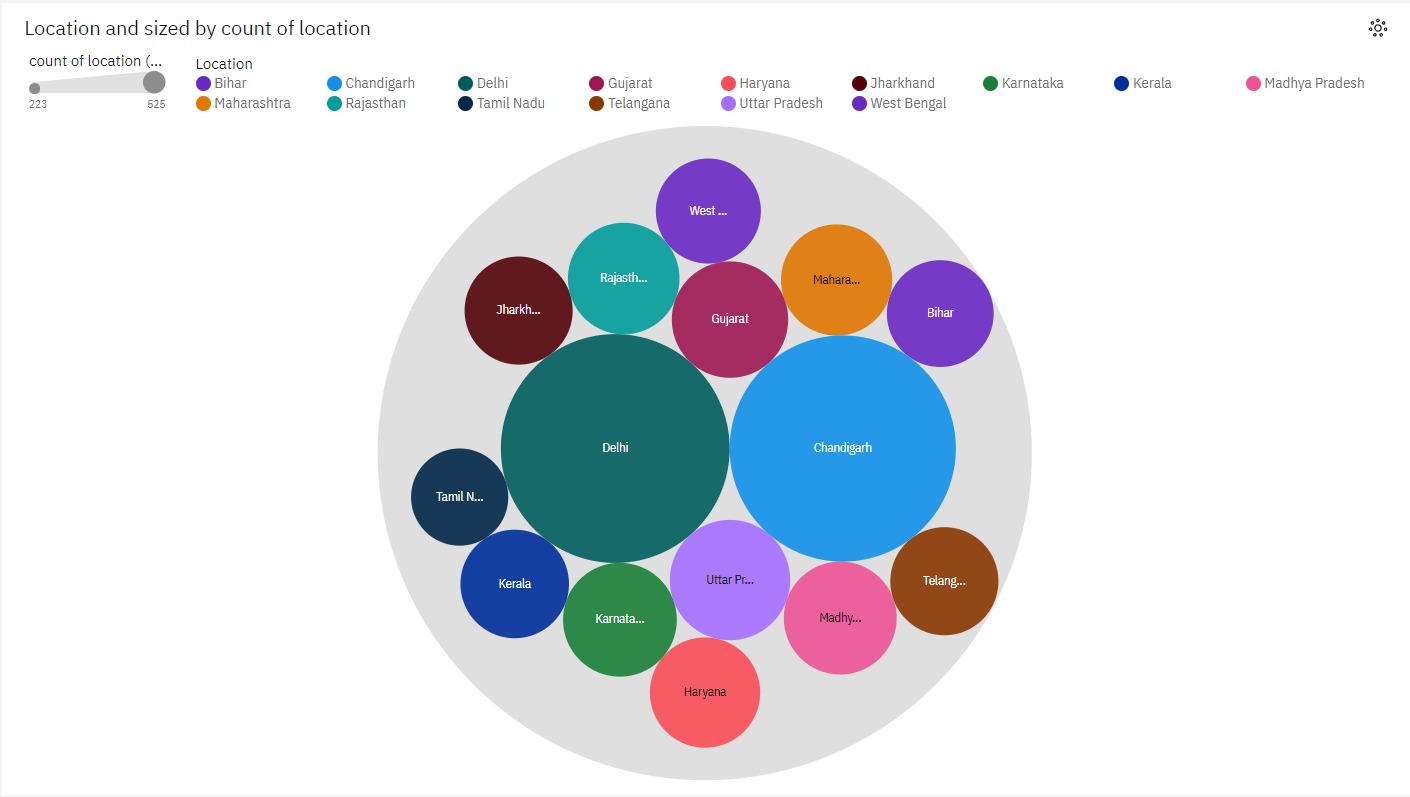 Location and sized by count of location
count of location (...
223 525
Location
Bihar Chandigarh Delhi Gujarat Haryana Jharkhand Karnataka Kerala Madhya Pradesh
Maharashtra Rajasthan Tamil Nadu Telangana Uttar Pradesh West Bengal
West ...
Rajasth...
Mahara...
Jharkh...
Bihar
Gujarat
Delhi
Chandigarh
Tamil N...
Kerala
Uttar Pr...
Telang...
Karnata...
Madhy...
Haryana